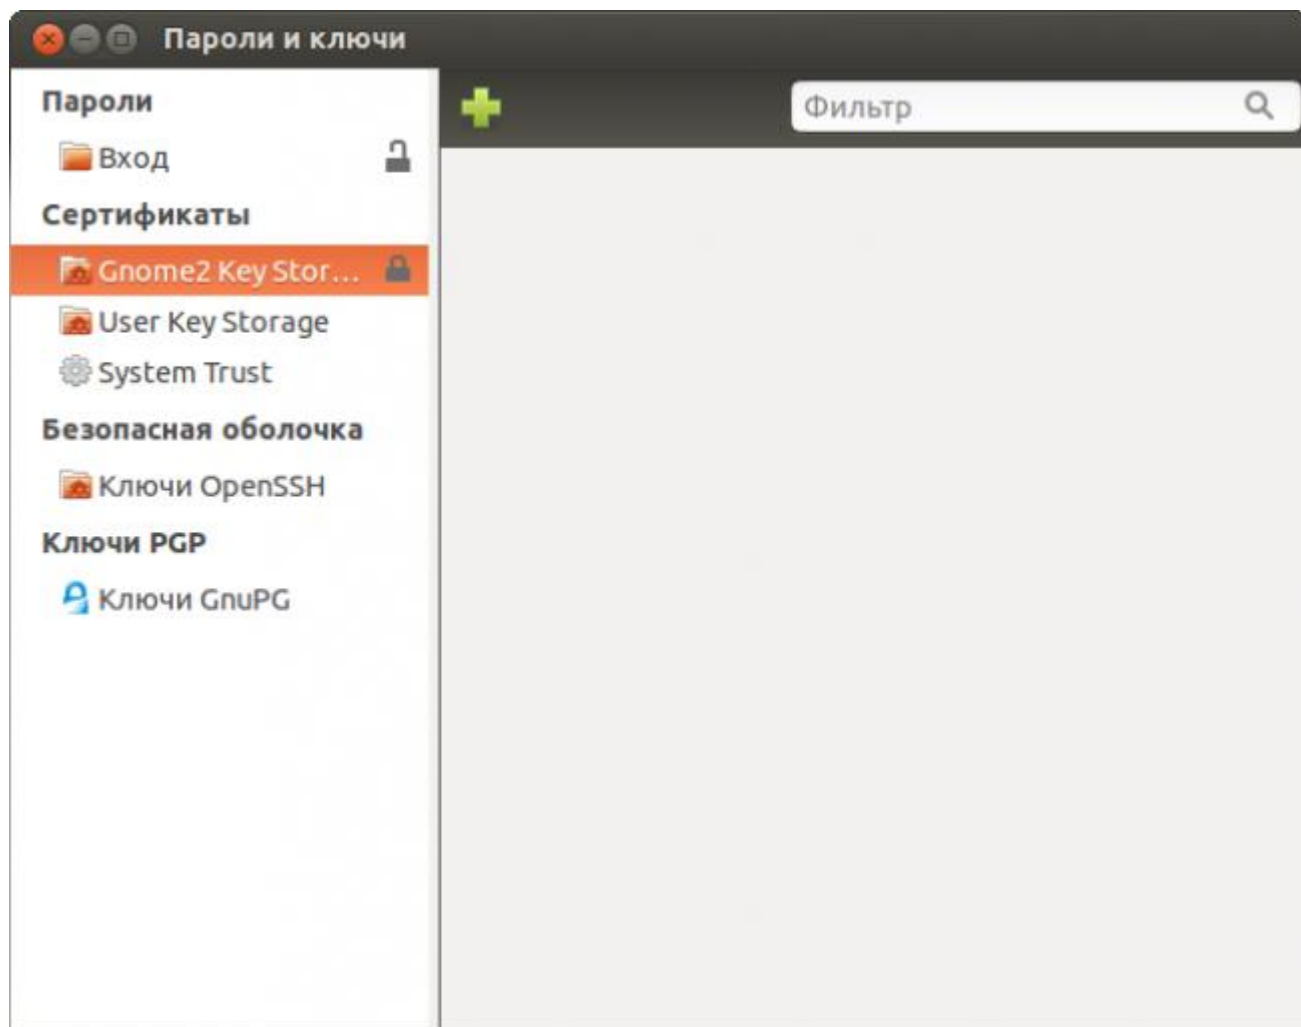 Пароли и ключи
Пароли
Фильтр
Вход
Сертификаты
Gnome2 Key Stor...
User Key Storage
System Trust
Безопасная оболочка
Ключи OpenSSH
Ключи PGP
Ключи GnuPG